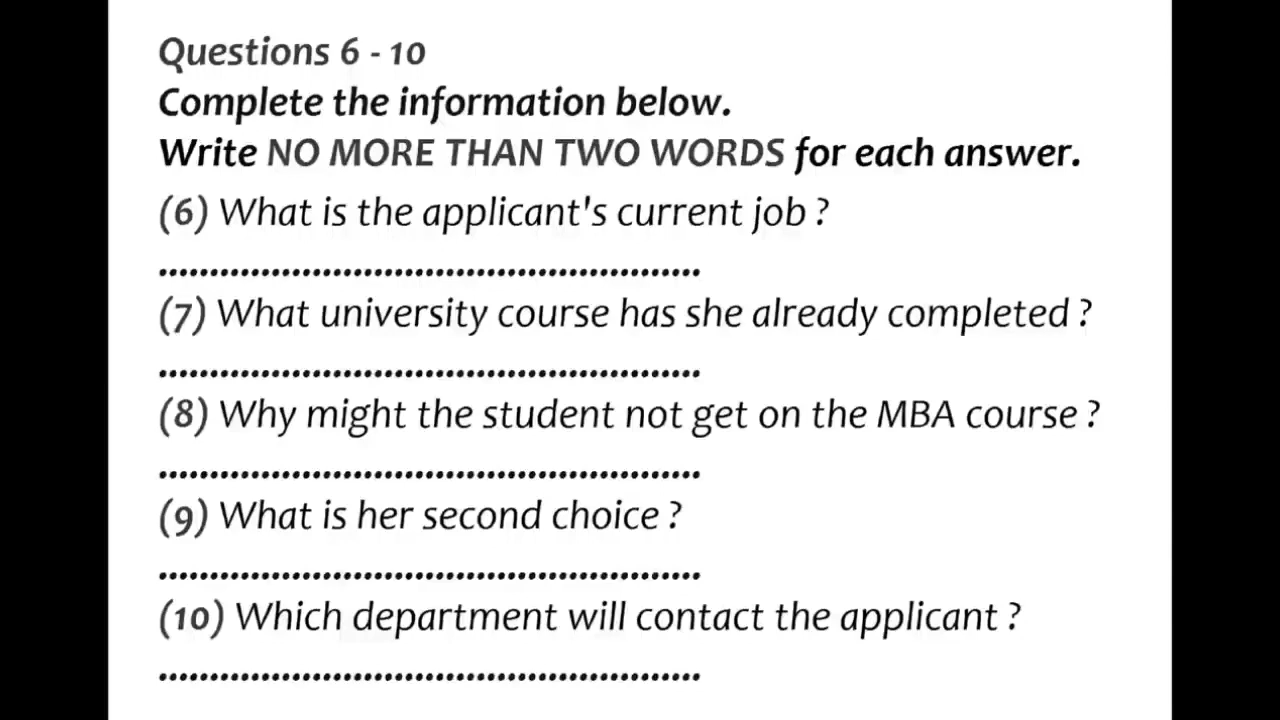 Questions 6 - 10
Complete the information below.
Write NO MORE THAN TWO WORDS for each answer.
(6) What is the applicant's current job ?
......................................................
(7) What university course has she already completed ?
......................................................
(8) Why might the student not get on the MBA course ?
......................................................
(9) What is her second choice ?
......................................................
(10) Which department will contact the applicant ?
......................................................